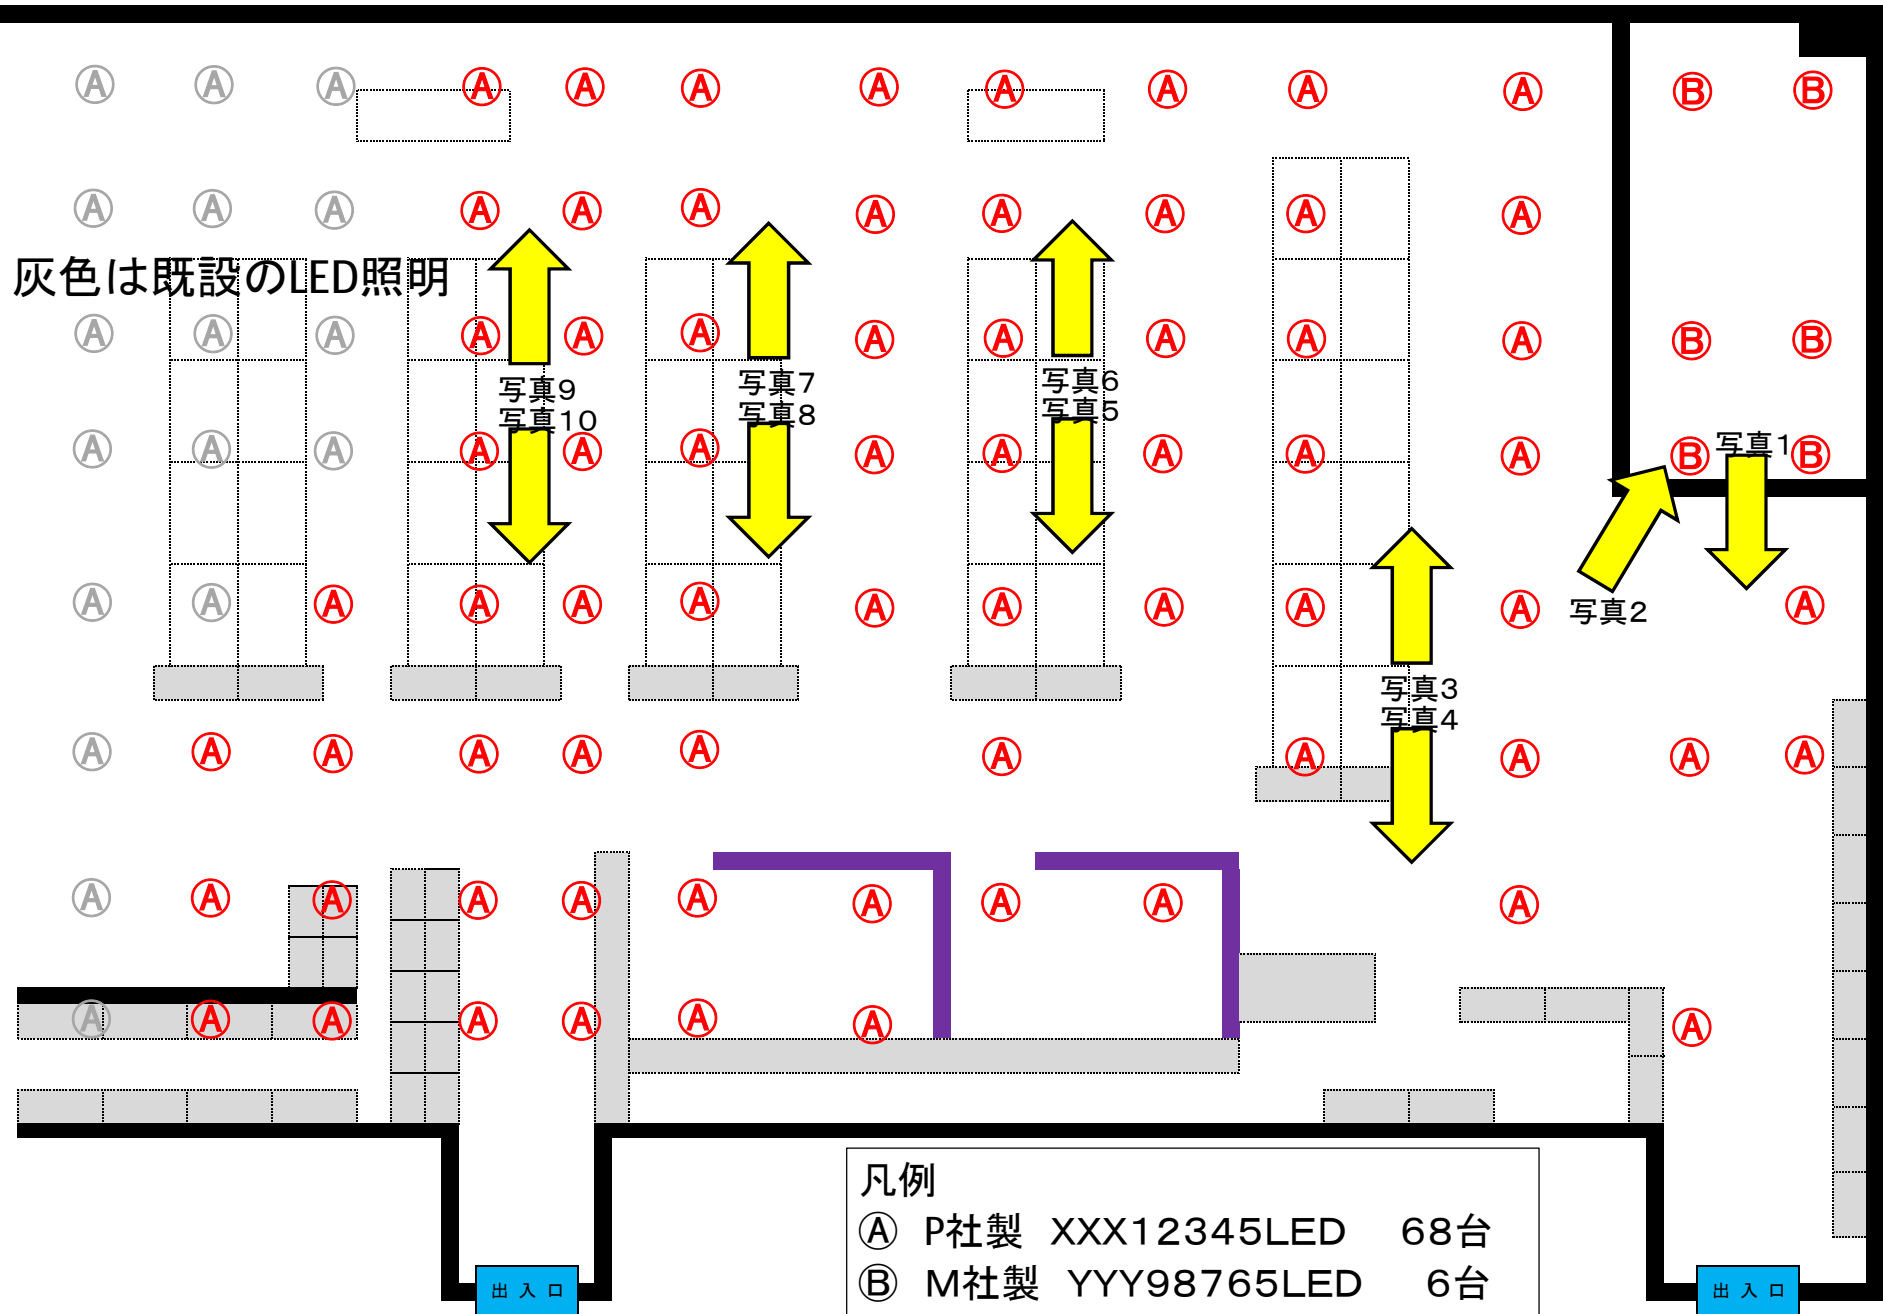 Ⓐ Ⓐ Ⓐ Ⓐ Ⓐ Ⓐ Ⓐ Ⓐ Ⓐ Ⓐ Ⓐ Ⓑ Ⓑ
Ⓐ Ⓐ Ⓐ Ⓐ Ⓐ Ⓐ Ⓐ Ⓐ Ⓐ Ⓐ Ⓐ
灰色は既設のLED照明
Ⓐ Ⓐ Ⓐ Ⓐ Ⓐ Ⓐ Ⓐ Ⓐ Ⓐ Ⓐ Ⓐ Ⓑ Ⓑ
写真9
写真10
写真7
写真8
写真6
写真5
Ⓐ Ⓐ Ⓐ Ⓐ Ⓐ Ⓐ Ⓐ Ⓐ Ⓐ Ⓐ Ⓐ Ⓑ Ⓑ
写真1
写真2
Ⓐ Ⓐ Ⓐ Ⓐ Ⓐ Ⓐ Ⓐ Ⓐ Ⓐ Ⓐ Ⓐ Ⓐ
写真3
写真4
Ⓐ Ⓐ Ⓐ Ⓐ Ⓐ Ⓐ Ⓐ Ⓐ Ⓐ Ⓐ Ⓐ
Ⓐ Ⓐ Ⓐ Ⓐ Ⓐ Ⓐ Ⓐ Ⓐ Ⓐ Ⓐ
Ⓐ Ⓐ Ⓐ Ⓐ Ⓐ Ⓐ Ⓐ Ⓐ
凡例
Ⓐ P社製 XXX12345LED 68台
Ⓑ M社製 YYY98765LED 6台
出入口
出入口